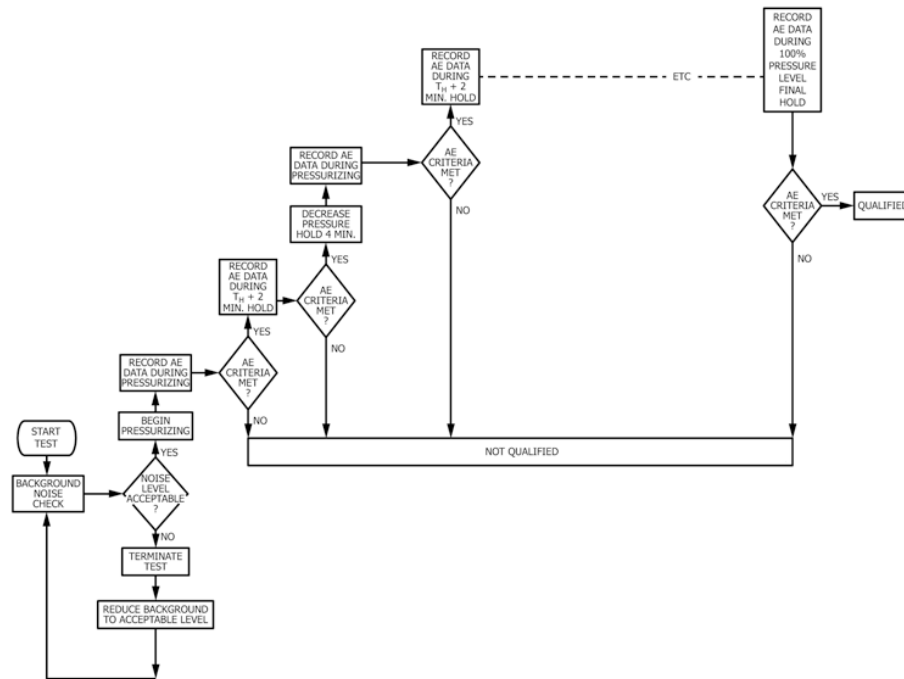 START
TEST
BACKGROUND
NOISE
CHECK
NOISE
LEVEL
ACCEPTABLE
?
YES
NO
TERMINATE
TEST
REDUCE BACKGROUND
TO ACCEPTABLE LEVEL
BEGIN
PRESSURIZING
RECORD AE
DATA DURING
PRESSURIZING
AE
CRITERIA
MET
?
YES
NO
RECORD
AE DATA
DURING
TH + 2
MIN. HOLD
AE
CRITERIA
MET
?
YES
NO
DECREASE
PRESSURE
HOLD 4 MIN.
RECORD AE
DATA DURING
PRESSURIZING
AE
CRITERIA
MET
?
YES
NO
RECORD
AE DATA
DURING
TH + 2
MIN. HOLD
ETC
RECORD
AE DATA
DURING
100%
PRESSURE
LEVEL
FINAL
HOLD
AE
CRITERIA
MET
?
YES
NO
QUALIFIED
NOT QUALIFIED